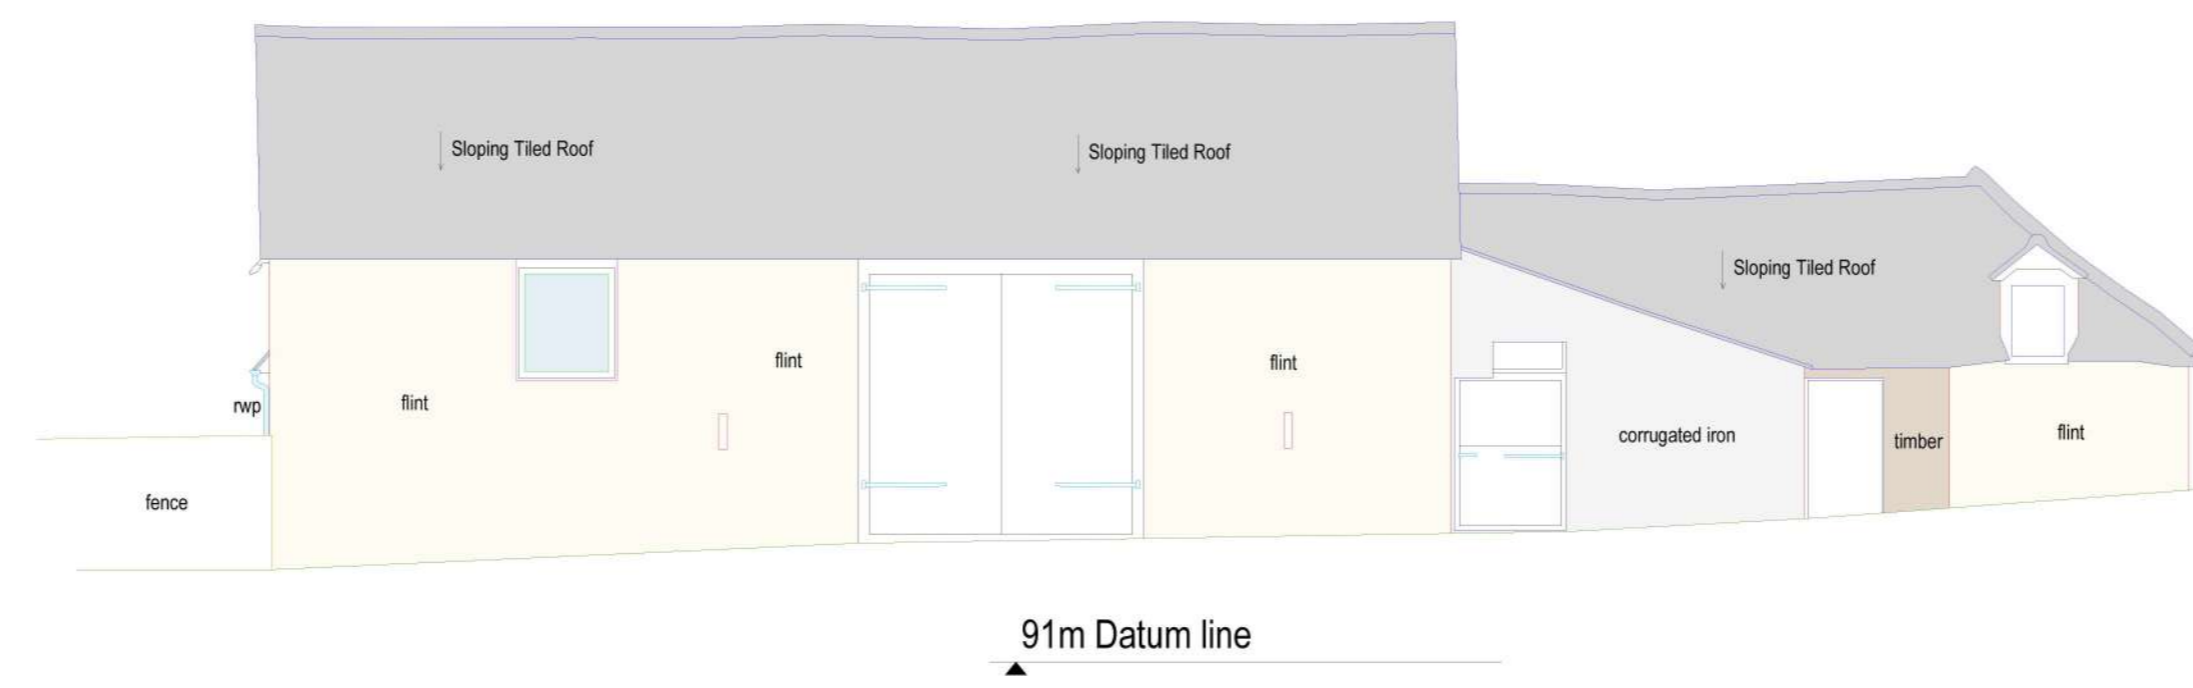 Sloping Tiled Roof
Sloping Tiled Roof
Sloping Tiled Roof
flint
flint
flint
rwp
corrugated iron
timber
flint
fence
91m Datum line